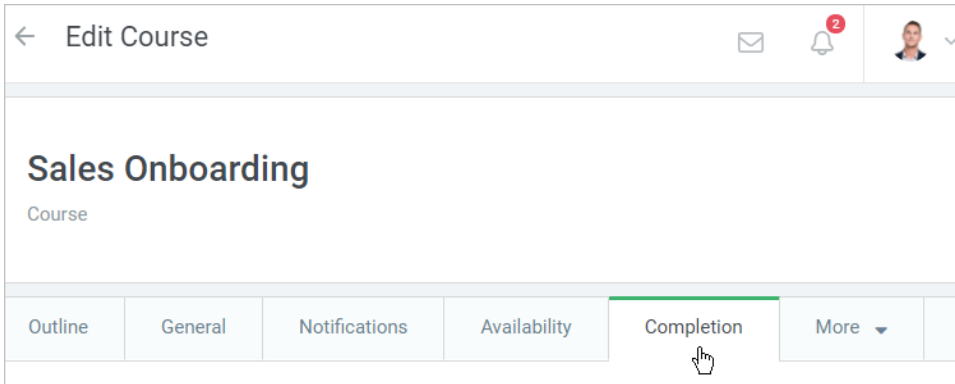 Edit Course
2
Sales Onboarding
Course
Outline General Notifications Availability Completion More